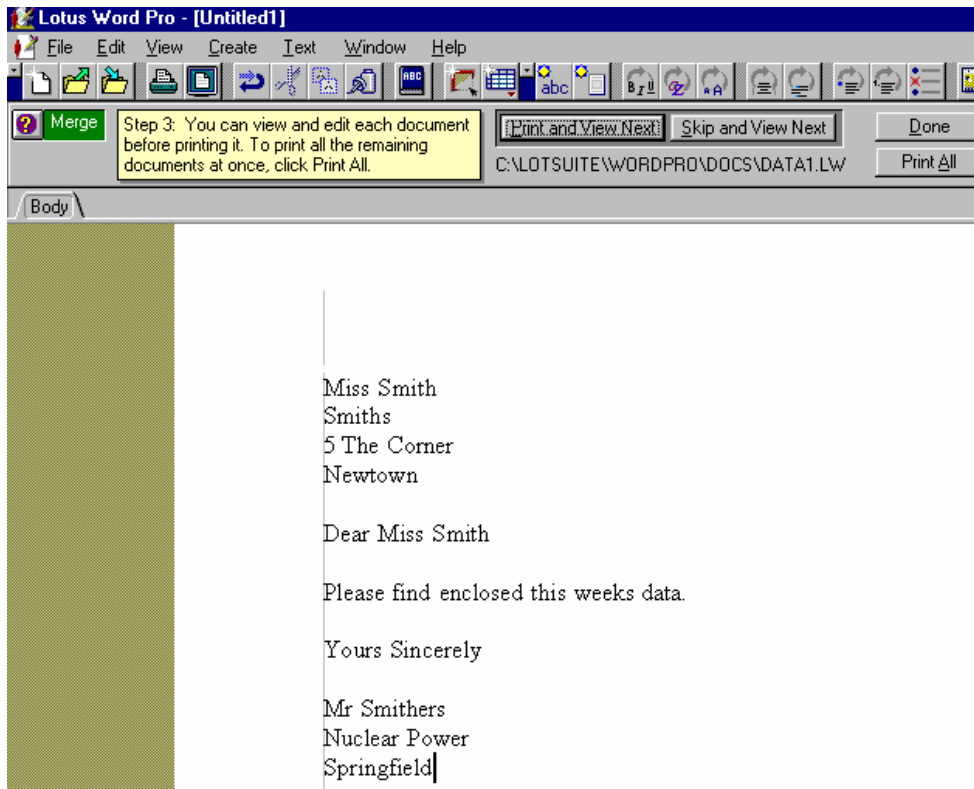 Lotus Word Pro - [Untitled1]
File Edit View Create Text Window Help
ABC abc B I U
Merge
Step 3: You can view and edit each document
before printing it. To print all the remaining
documents at once, click Print All.
Print and View Next Skip and View Next
C:\LOTSUITE\WORDPRO\DOCS\DATA1.LW
Done
Print All
Body
Miss Smith
Smiths
5 The Corner
Newtown
Dear Miss Smith
Please find enclosed this weeks data.
Yours Sincerely
Mr Smithers
Nuclear Power
Springfield